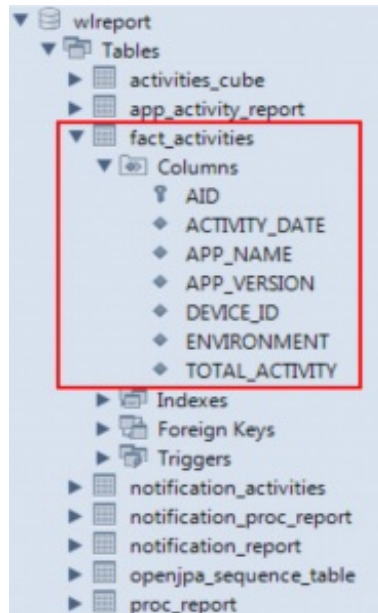 wlreport
Tables
activities_cube
app_activity_report
fact_activities
Columns
AID
ACTIVITY_DATE
APP_NAME
APP_VERSION
DEVICE_ID
ENVIRONMENT
TOTAL_ACTIVITY
Indexes
Foreign Keys
Triggers
notification_activities
notification_proc_report
notification_report
openjpa_sequence_table
proc_report